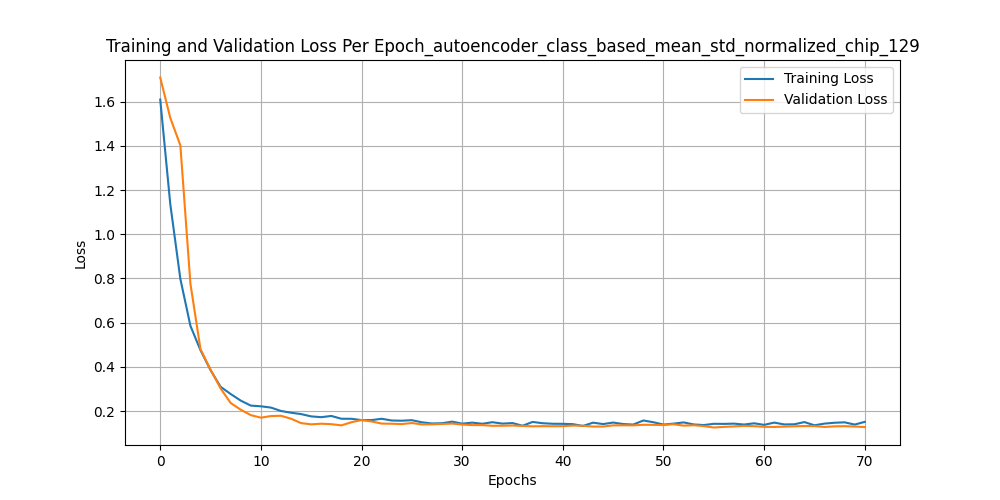 Training and Validation Loss Per Epoch_autoencoder_class_based_mean_std_normalized_chip_129
Training Loss
Validation Loss
1.6
1.4
1.2
1.0
0.8
0.6
0.4
0.2
Loss
0 10 20 30 40 50 60 70
Epochs